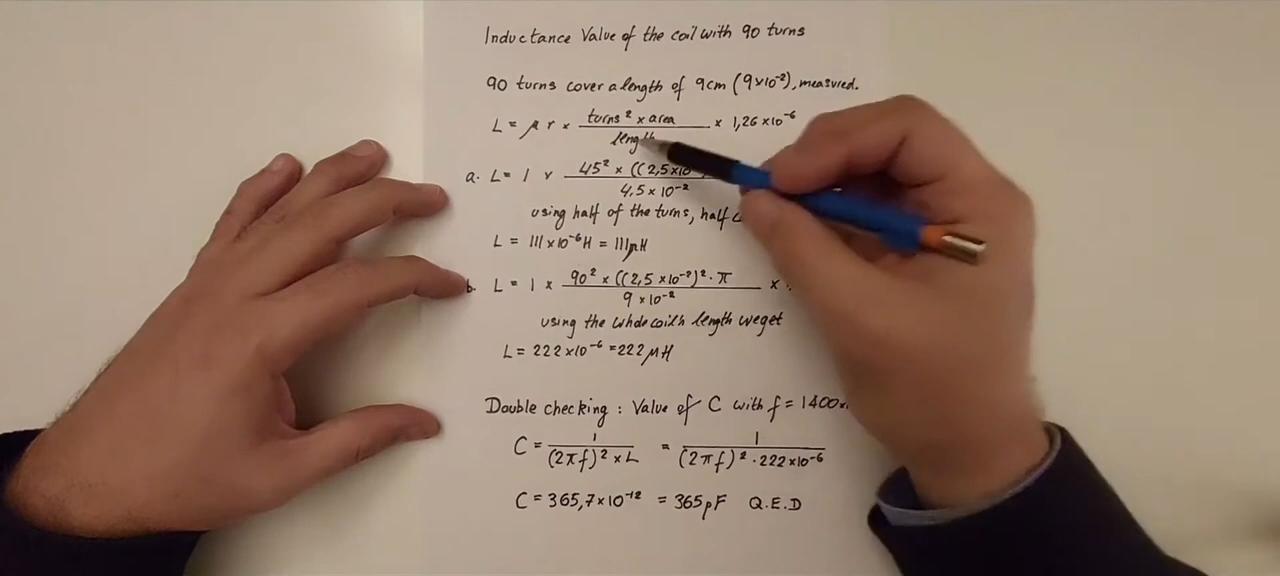 Inductance Value of the coil with 90 turns
90 turns cover a length of 9cm (9×10⁻²), measured.
L = μr × turns² × area / length × 1,26×10⁻⁶
a. L = 1 × 45² × ((2,5×10 / 4,5×10⁻²
using half of the turns, half
L = 111×10⁻⁶H = 111μH
b. L = 1 × 90² × ((2,5×10⁻²)²·π / 9×10⁻² ×
using the whole coil's length we get
L = 222×10⁻⁶ = 222μH
Double checking : Value of C with f = 1400
C = 1 / (2πf)² × L = 1 / (2πf)²·222×10⁻⁶
C = 365,7×10⁻¹² = 365pF Q.E.D